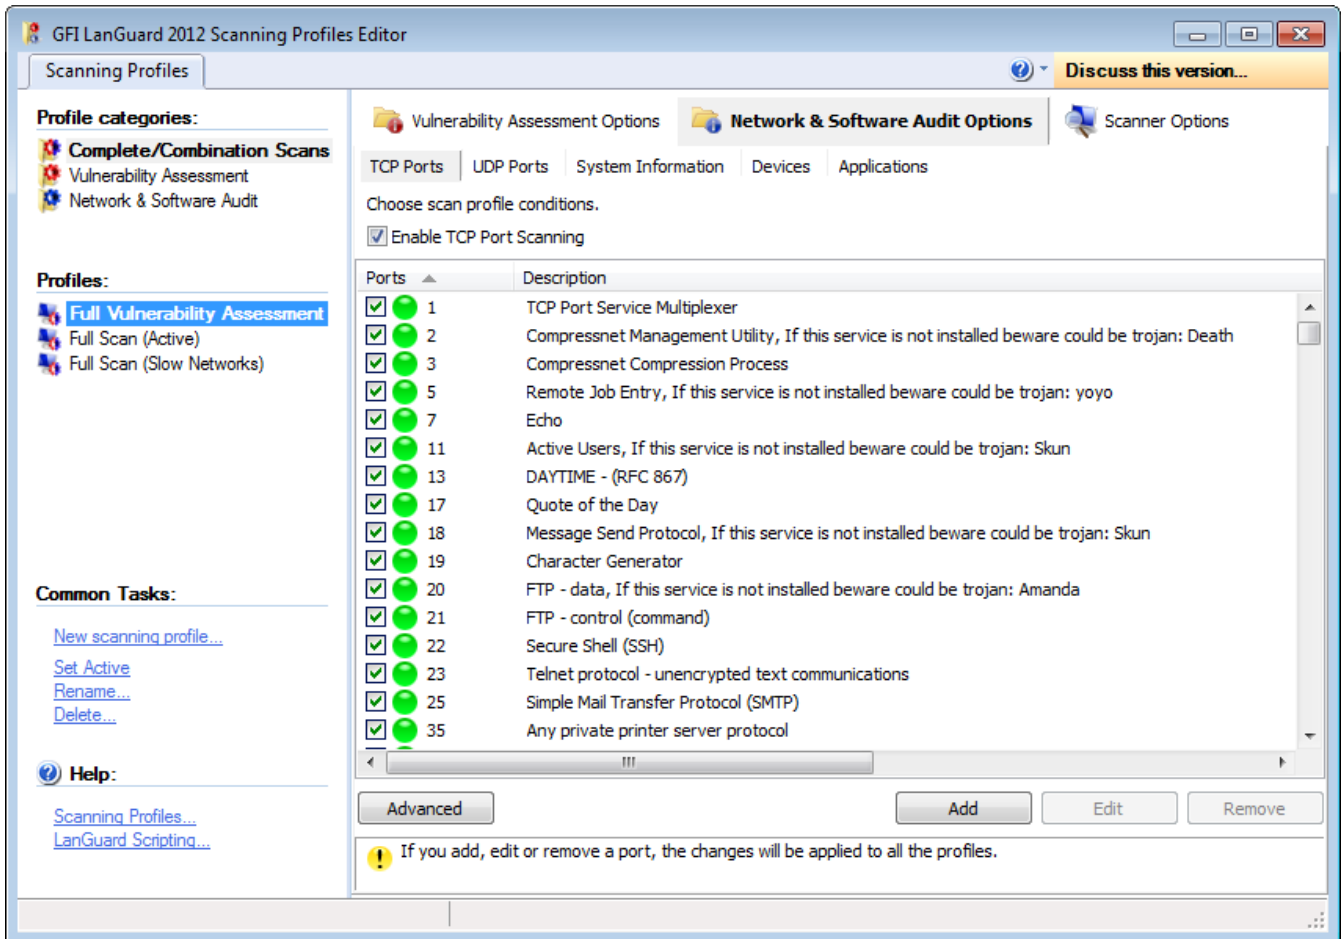 GFI LanGuard 2012 Scanning Profiles Editor
Scanning Profiles
Discuss this version...
Profile categories:
Complete/Combination Scans
Vulnerability Assessment
Network & Software Audit
Profiles:
Full Vulnerability Assessment
Full Scan (Active)
Full Scan (Slow Networks)
Common Tasks:
New scanning profile...
Set Active
Rename...
Delete...
Help:
Scanning Profiles...
LanGuard Scripting...
Vulnerability Assessment Options
Network & Software Audit Options
Scanner Options
TCP Ports UDP Ports System Information Devices Applications
Choose scan profile conditions.
Enable TCP Port Scanning
Ports Description
1 TCP Port Service Multiplexer
2 Compressnet Management Utility, If this service is not installed beware could be trojan: Death
3 Compressnet Compression Process
5 Remote Job Entry, If this service is not installed beware could be trojan: yoyo
7 Echo
11 Active Users, If this service is not installed beware could be trojan: Skun
13 DAYTIME - (RFC 867)
17 Quote of the Day
18 Message Send Protocol, If this service is not installed beware could be trojan: Skun
19 Character Generator
20 FTP - data, If this service is not installed beware could be trojan: Amanda
21 FTP - control (command)
22 Secure Shell (SSH)
23 Telnet protocol - unencrypted text communications
25 Simple Mail Transfer Protocol (SMTP)
35 Any private printer server protocol
Advanced Add Edit Remove
If you add, edit or remove a port, the changes will be applied to all the profiles.